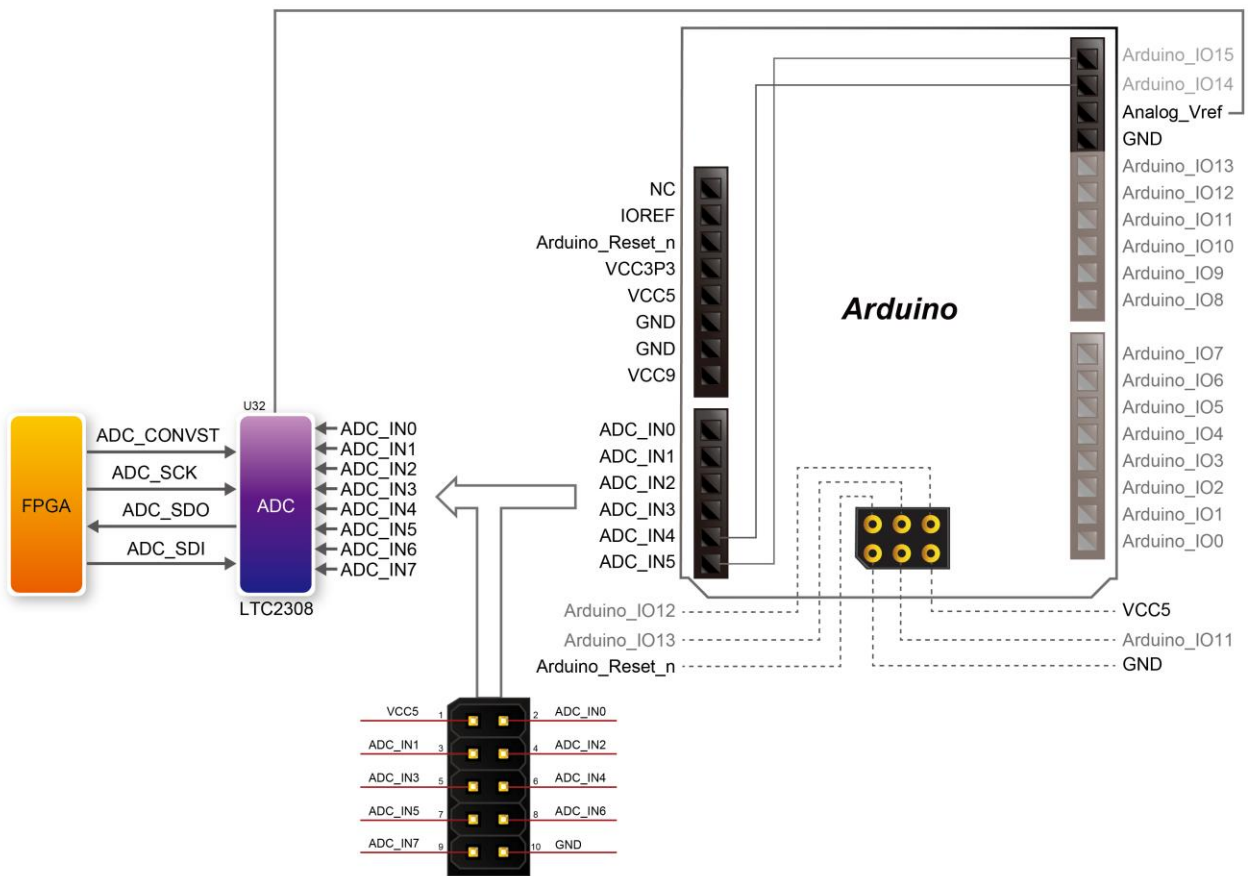 Arduino_IO15
Arduino_IO14
Analog_Vref
GND
Arduino_IO13
Arduino_IO12
Arduino_IO11
Arduino_IO10
Arduino_IO9
Arduino_IO8
NC
IOREF
Arduino_Reset_n
VCC3P3
VCC5
GND
GND
VCC9
Arduino
Arduino_IO7
Arduino_IO6
Arduino_IO5
Arduino_IO4
Arduino_IO3
Arduino_IO2
Arduino_IO1
Arduino_IO0
U32
FPGA
ADC_CONVST
ADC_SCK
ADC_SDO
ADC_SDI
ADC
LTC2308
ADC_IN0
ADC_IN1
ADC_IN2
ADC_IN3
ADC_IN4
ADC_IN5
ADC_IN6
ADC_IN7
ADC_IN0
ADC_IN1
ADC_IN2
ADC_IN3
ADC_IN4
ADC_IN5
Arduino_IO12
Arduino_IO13
Arduino_Reset_n
VCC5
Arduino_IO11
GND
VCC5 1 2 ADC_IN0
ADC_IN1 3 4 ADC_IN2
ADC_IN3 5 6 ADC_IN4
ADC_IN5 7 8 ADC_IN6
ADC_IN7 9 10 GND